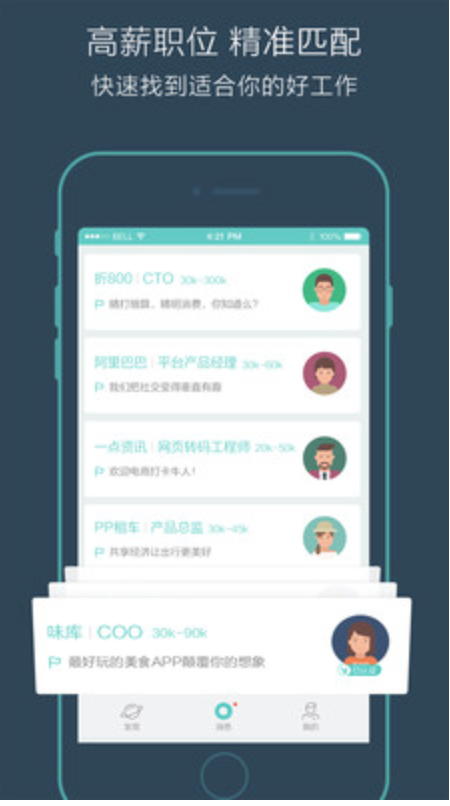 高薪职位 精准匹配
快速找到适合你的好工作
BELL 4:21 PM 100%
折800 | CTO 30k-300k
精打细算，精明消费，你知道么？
阿里巴巴 | 平台产品经理 30k-60k
我们把社交变得垂直有趣
一点资讯 | 网页转码工程师 20k-50k
欢迎电商打卡牛人！
PP租车 | 产品总监 30k-45k
共享经济让出行更美好
味库 | COO 30k-90k
最好玩的美食APP颠覆你的想象
发现 消息 我的